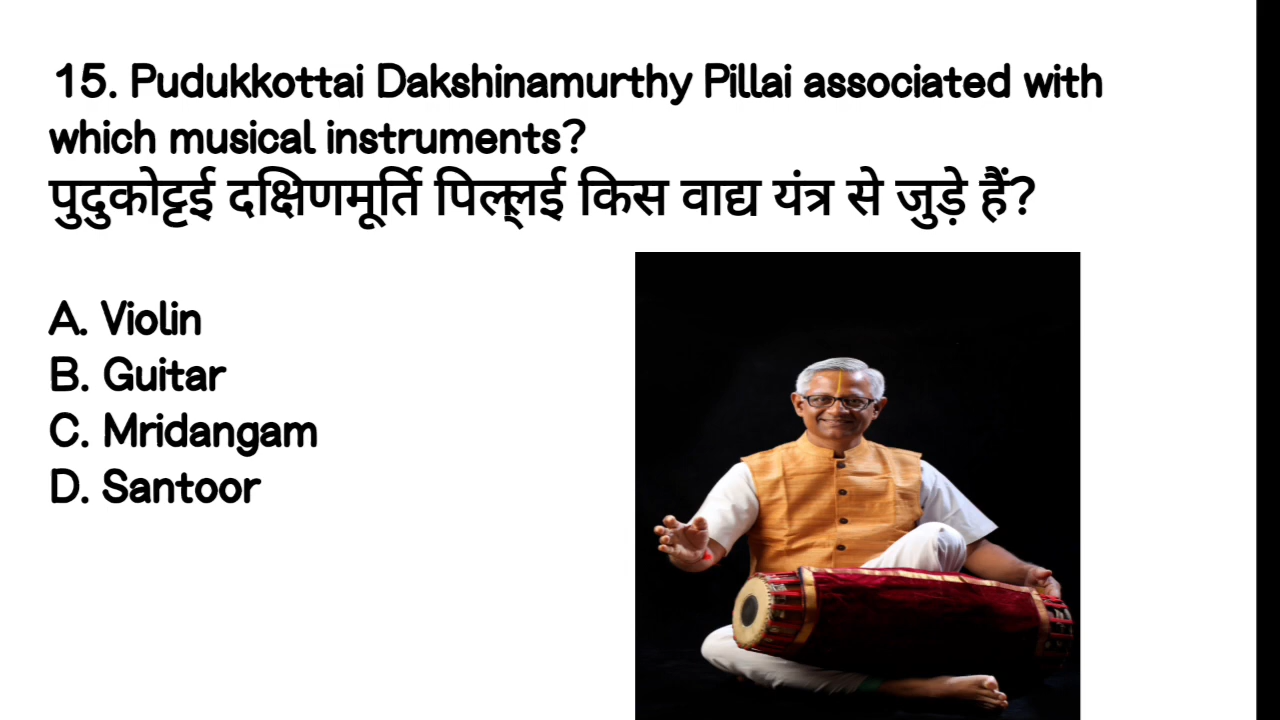 15. Pudukkottai Dakshinamurthy Pillai associated with
which musical instruments?
पुदुकोट्टई दक्षिणमूर्ति पिल्लई किस वाद्य यंत्र से जुड़े हैं?
A. Violin
B. Guitar
C. Mridangam
D. Santoor